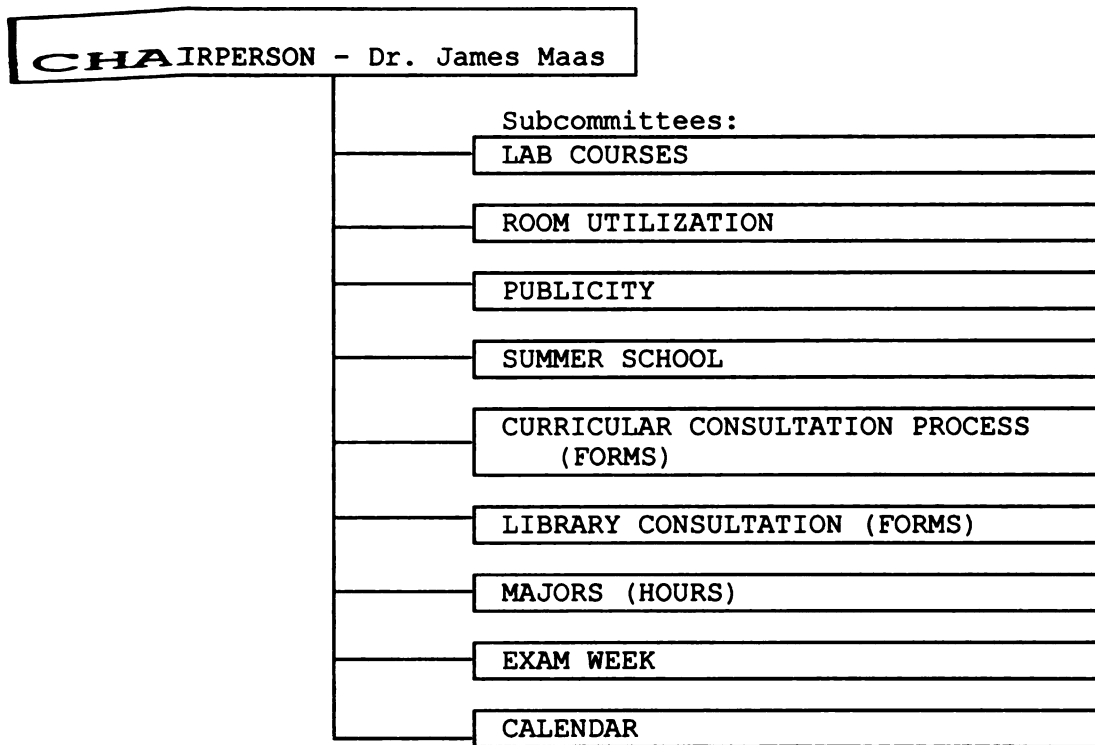 CHAIRPERSON - Dr. James Maas
Subcommittees:
LAB COURSES
ROOM UTILIZATION
PUBLICITY
SUMMER SCHOOL
CURRICULAR CONSULTATION PROCESS
(FORMS)
LIBRARY CONSULTATION (FORMS)
MAJORS (HOURS)
EXAM WEEK
CALENDAR